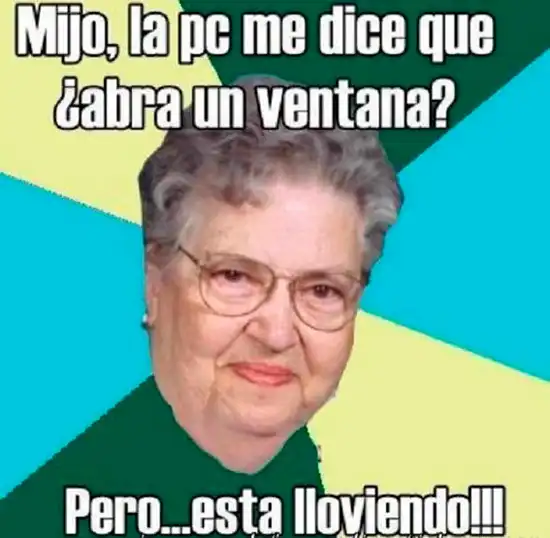 Mijo, la pc me dice que
¿abra un ventana?
Pero...esta lloviendo!!!